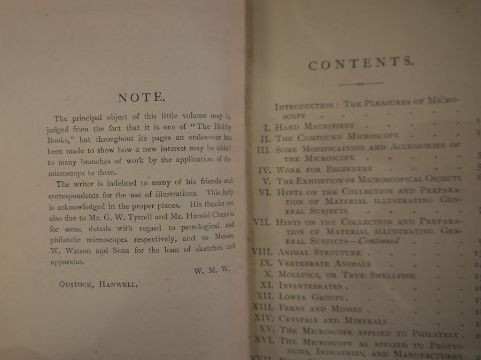 NOTE.
The principal object of this little volume may be
judged from the fact that it is one of "The Hobby
Books," but throughout its pages an endeavour has
been made to show how a new interest may be added
to many branches of work by the application of the
microscope to them.
The writer is indebted to many of his friends and
correspondents for the use of illustrations. This help
is acknowledged in the proper places. His thanks are
also due to Mr. G. W. Tyrrell and Mr. Harold Cheavin
for some details with regard to petrological and
philatelic microscopes respectively, and to Messrs.
W. Watson and Sons for the loan of sketches and
apparatus.
W. M. W.
Odstock, Hanwell.
CONTENTS.
Introduction: The Pleasures of Micro-
scopy
I. Hand Magnifiers
II. The Compound Microscope
III. Some Modifications and Accessories of
the Microscope
IV. Work for Beginners
V. The Exhibition of Microscopical Objects
VI. Hints on the Collection and Prepara-
tion of Material illustrating Gen-
eral Subjects
VII. Hints on the Collection and Prepara-
tion of Material illustrating Gen-
eral Subjects—Continued
VIII. Animal Structure
IX. Vertebrate Animals
X. Molluscs, or True Shellfish
XI. Invertebrates
XII. Lower Groups
XIII. Ferns and Mosses
XIV. Crystals and Minerals
XV. The Microscope applied to Philately
XVI. The Microscope as applied to Profes-
sions, Industries, and Manufactures